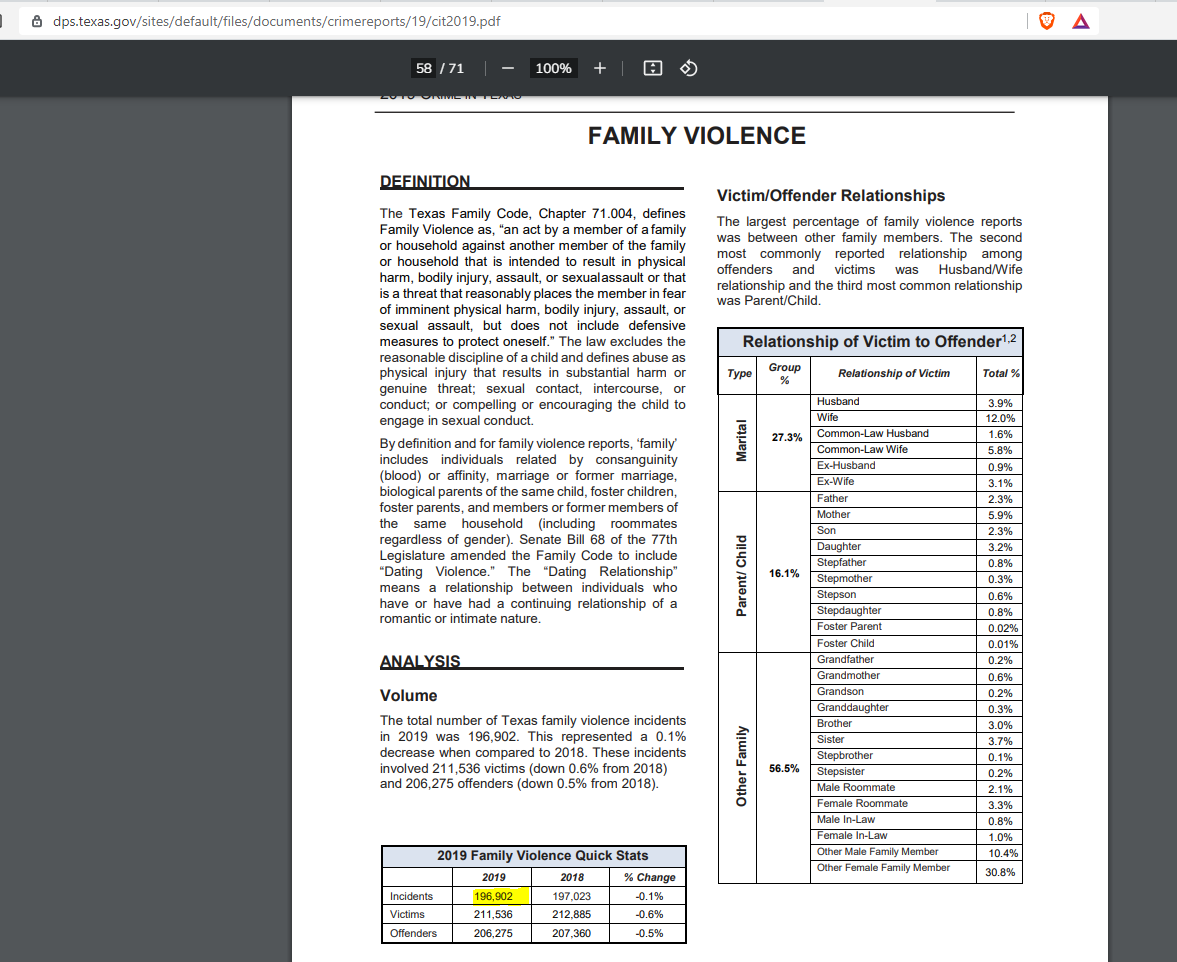 dps.texas.gov/sites/default/files/documents/crimereports/19/cit2019.pdf
58 / 71 — 100% +
2019 CRIME IN TEXAS
FAMILY VIOLENCE
DEFINITION
The Texas Family Code, Chapter 71.004, defines
Family Violence as, “an act by a member of a family
or household against another member of the family
or household that is intended to result in physical
harm, bodily injury, assault, or sexualassault or that
is a threat that reasonably places the member in fear
of imminent physical harm, bodily injury, assault, or
sexual assault, but does not include defensive
measures to protect oneself.” The law excludes the
reasonable discipline of a child and defines abuse as
physical injury that results in substantial harm or
genuine threat; sexual contact, intercourse, or
conduct; or compelling or encouraging the child to
engage in sexual conduct.
By definition and for family violence reports, ‘family’
includes individuals related by consanguinity
(blood) or affinity, marriage or former marriage,
biological parents of the same child, foster children,
foster parents, and members or former members of
the same household (including roommates
regardless of gender). Senate Bill 68 of the 77th
Legislature amended the Family Code to include
“Dating Violence.” The “Dating Relationship”
means a relationship between individuals who
have or have had a continuing relationship of a
romantic or intimate nature.
ANALYSIS
Volume
The total number of Texas family violence incidents
in 2019 was 196,902. This represented a 0.1%
decrease when compared to 2018. These incidents
involved 211,536 victims (down 0.6% from 2018)
and 206,275 offenders (down 0.5% from 2018).
2019 Family Violence Quick Stats
2019 2018 % Change
Incidents 196,902 197,023 -0.1%
Victims 211,536 212,885 -0.6%
Offenders 206,275 207,360 -0.5%
Victim/Offender Relationships
The largest percentage of family violence reports
was between other family members. The second
most commonly reported relationship among
offenders and victims was Husband/Wife
relationship and the third most common relationship
was Parent/Child.
Relationship of Victim to Offender1,2
Type Group % Relationship of Victim Total %
Marital 27.3%
Husband 3.9%
Wife 12.0%
Common-Law Husband 1.6%
Common-Law Wife 5.8%
Ex-Husband 0.9%
Ex-Wife 3.1%
Parent/ Child 16.1%
Father 2.3%
Mother 5.9%
Son 2.3%
Daughter 3.2%
Stepfather 0.8%
Stepmother 0.3%
Stepson 0.6%
Stepdaughter 0.8%
Foster Parent 0.02%
Foster Child 0.01%
Other Family 56.5%
Grandfather 0.2%
Grandmother 0.6%
Grandson 0.2%
Granddaughter 0.3%
Brother 3.0%
Sister 3.7%
Stepbrother 0.1%
Stepsister 0.2%
Male Roommate 2.1%
Female Roommate 3.3%
Male In-Law 0.8%
Female In-Law 1.0%
Other Male Family Member 10.4%
Other Female Family Member 30.8%